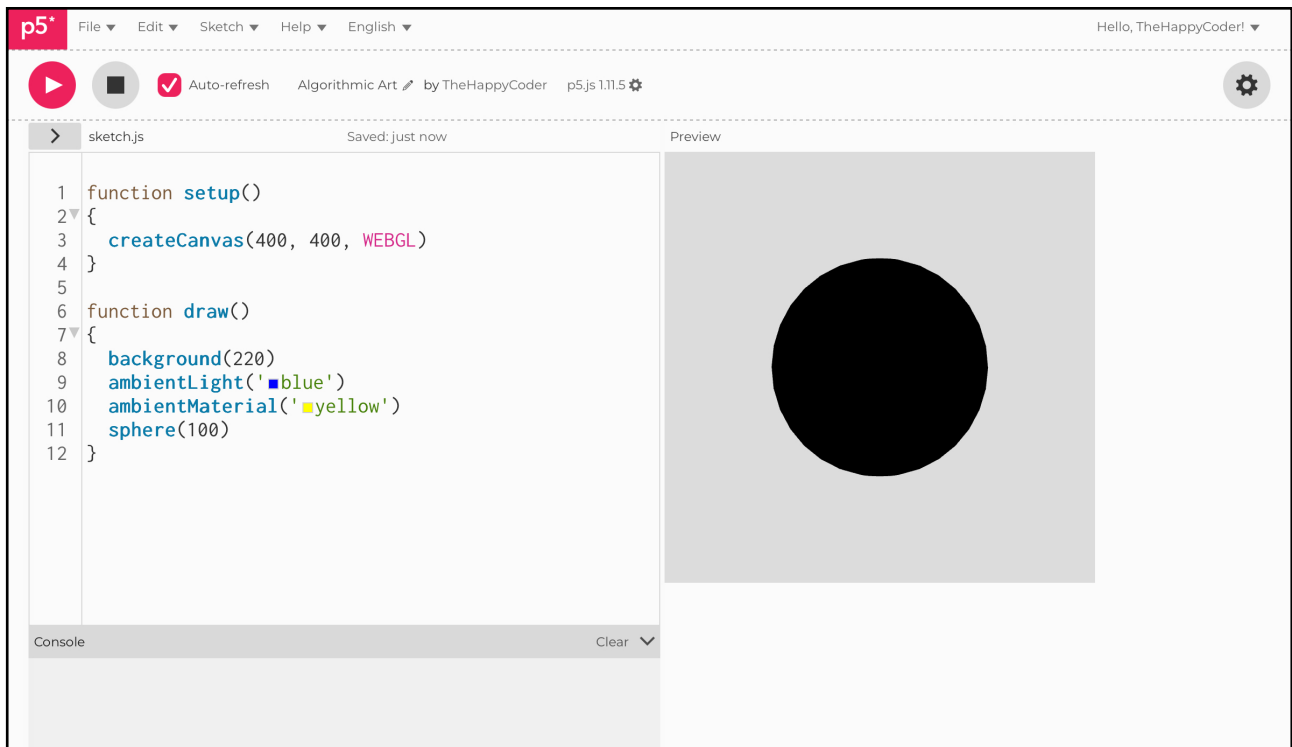 p5* File Edit Sketch Help English Hello, TheHappyCoder!
Auto-refresh Algorithmic Art by TheHappyCoder p5.js 1.11.5
sketch.js Saved: just now Preview
1 function setup()
2 {
3 createCanvas(400, 400, WEBGL)
4 }
5
6 function draw()
7 {
8 background(220)
9 ambientLight('blue')
10 ambientMaterial('yellow')
11 sphere(100)
12 }
Console Clear